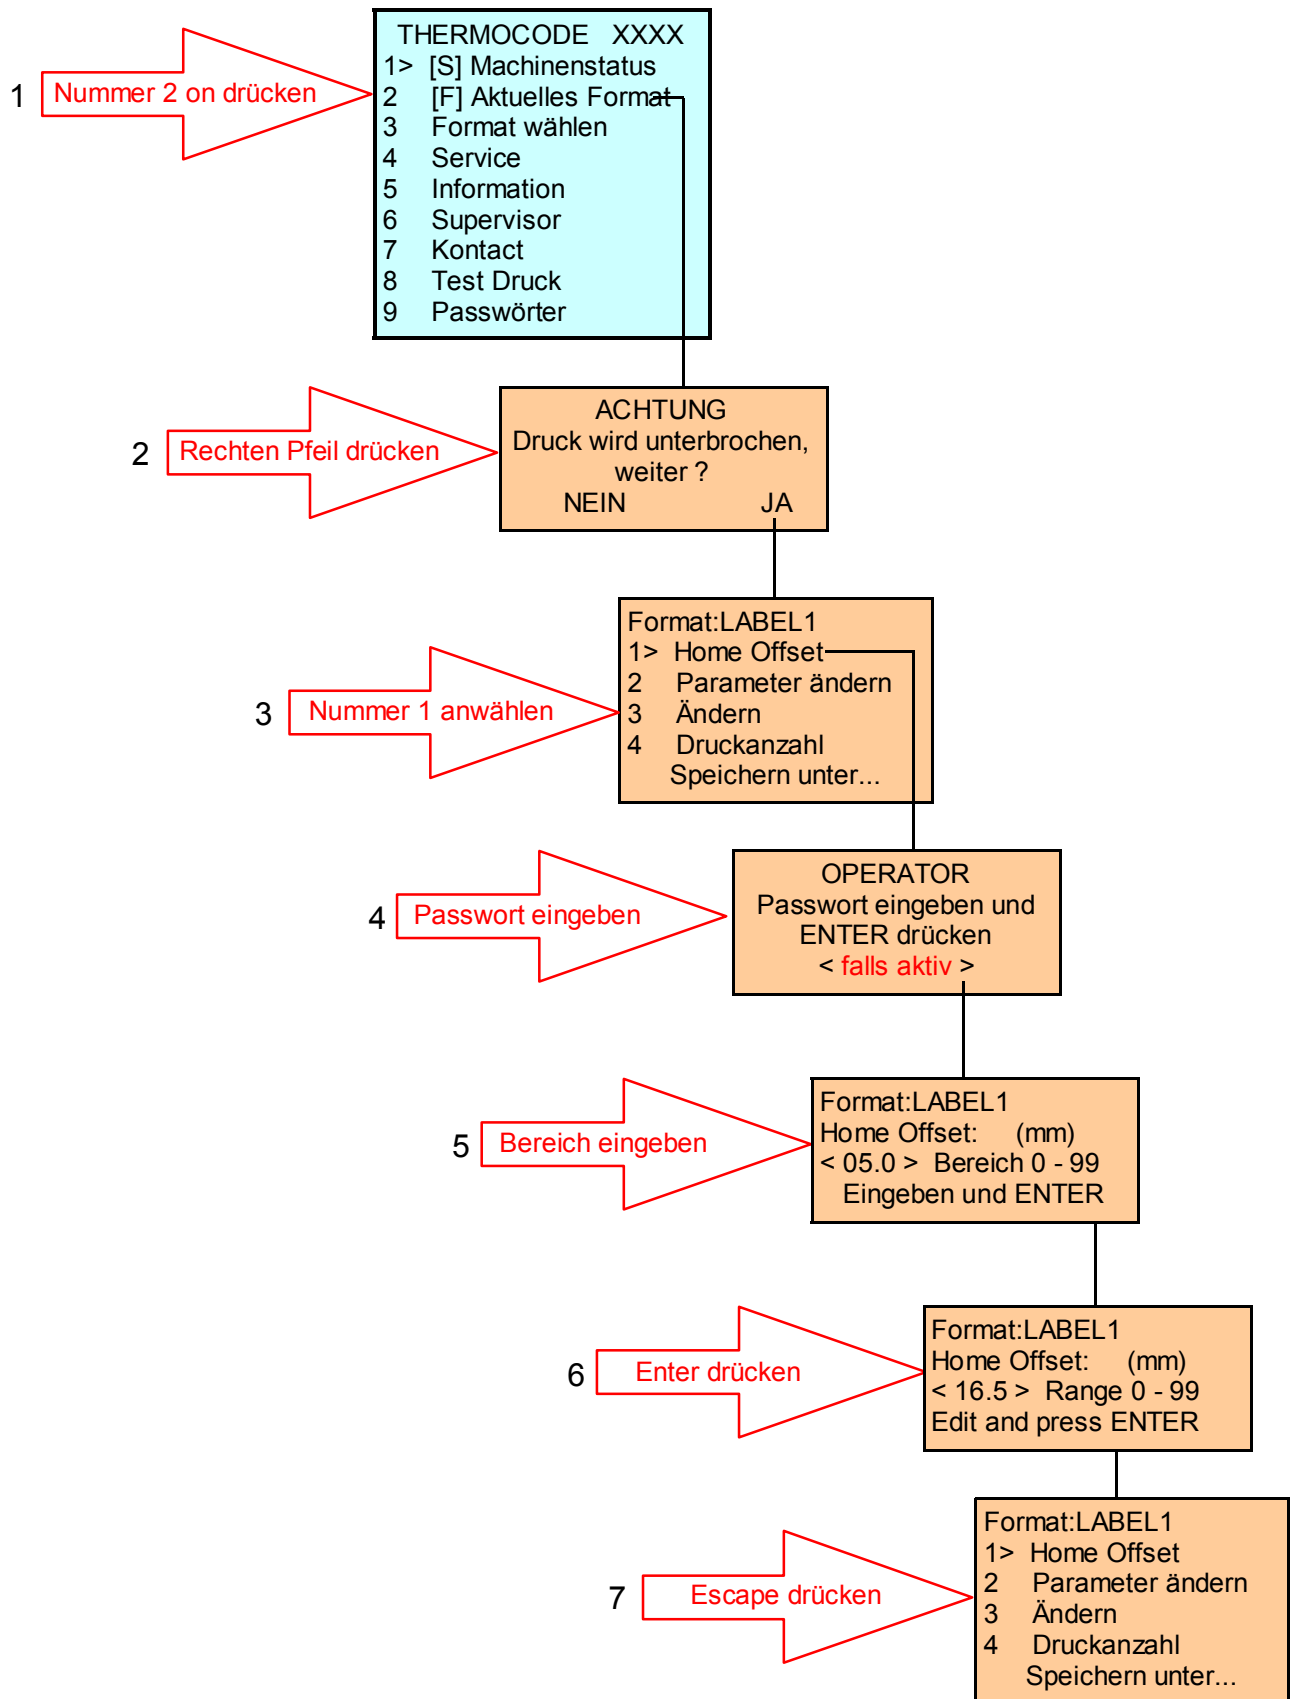 THERMOCODE XXXX
1> [S] Machinenstatus
1 Nummer 2 on drücken
2 [F] Aktuelles Format
3 Format wählen
4 Service
5 Information
6 Supervisor
7 Kontact
8 Test Druck
9 Passwörter
2 Rechten Pfeil drücken
ACHTUNG
Druck wird unterbrochen,
weiter ?
NEIN JA
3 Nummer 1 anwählen
Format:LABEL1
1> Home Offset
2 Parameter ändern
3 Ändern
4 Druckanzahl
Speichern unter...
4 Passwort eingeben
OPERATOR
Passwort eingeben und
ENTER drücken
< falls aktiv >
5 Bereich eingeben
Format:LABEL1
Home Offset: (mm)
< 05.0 > Bereich 0 - 99
Eingeben und ENTER
6 Enter drücken
Format:LABEL1
Home Offset: (mm)
< 16.5 > Range 0 - 99
Edit and press ENTER
7 Escape drücken
Format:LABEL1
1> Home Offset
2 Parameter ändern
3 Ändern
4 Druckanzahl
Speichern unter...